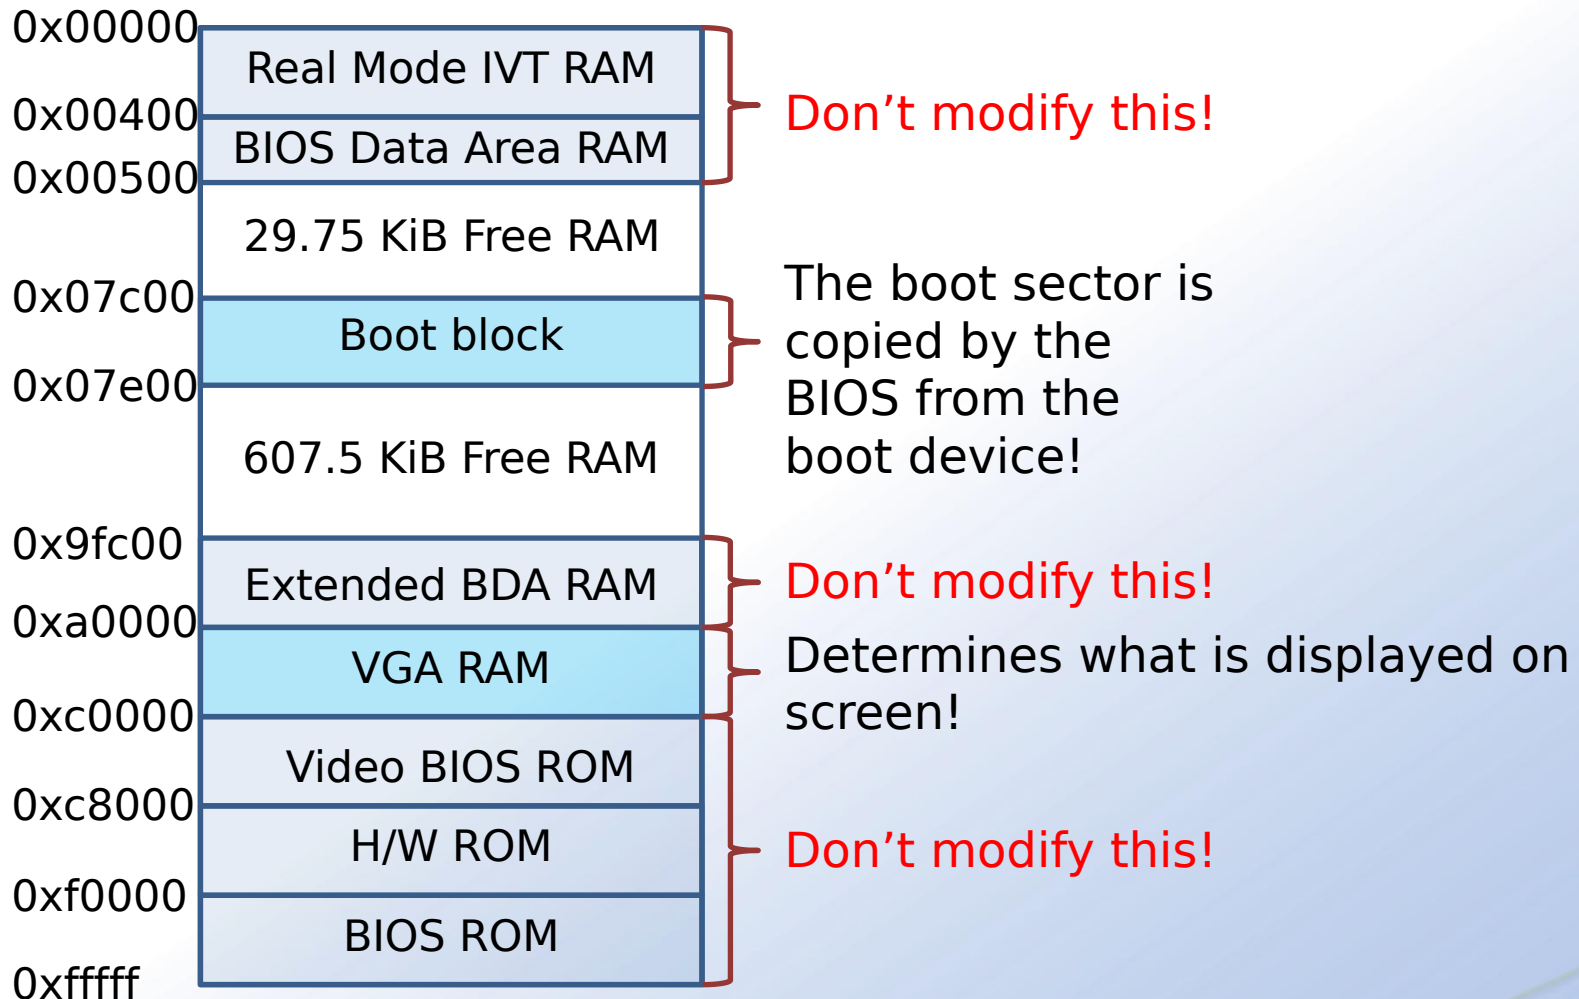 0x00000
Real Mode IVT RAM
0x00400
Don’t modify this!
BIOS Data Area RAM
0x00500
29.75 KiB Free RAM
0x07c00
Boot block
0x07e00
The boot sector is
copied by the
BIOS from the
boot device!
607.5 KiB Free RAM
0x9fc00
Extended BDA RAM
Don’t modify this!
0xa0000
VGA RAM
Determines what is displayed on
screen!
0xc0000
Video BIOS ROM
0xc8000
H/W ROM
Don’t modify this!
0xf0000
BIOS ROM
0xfffff